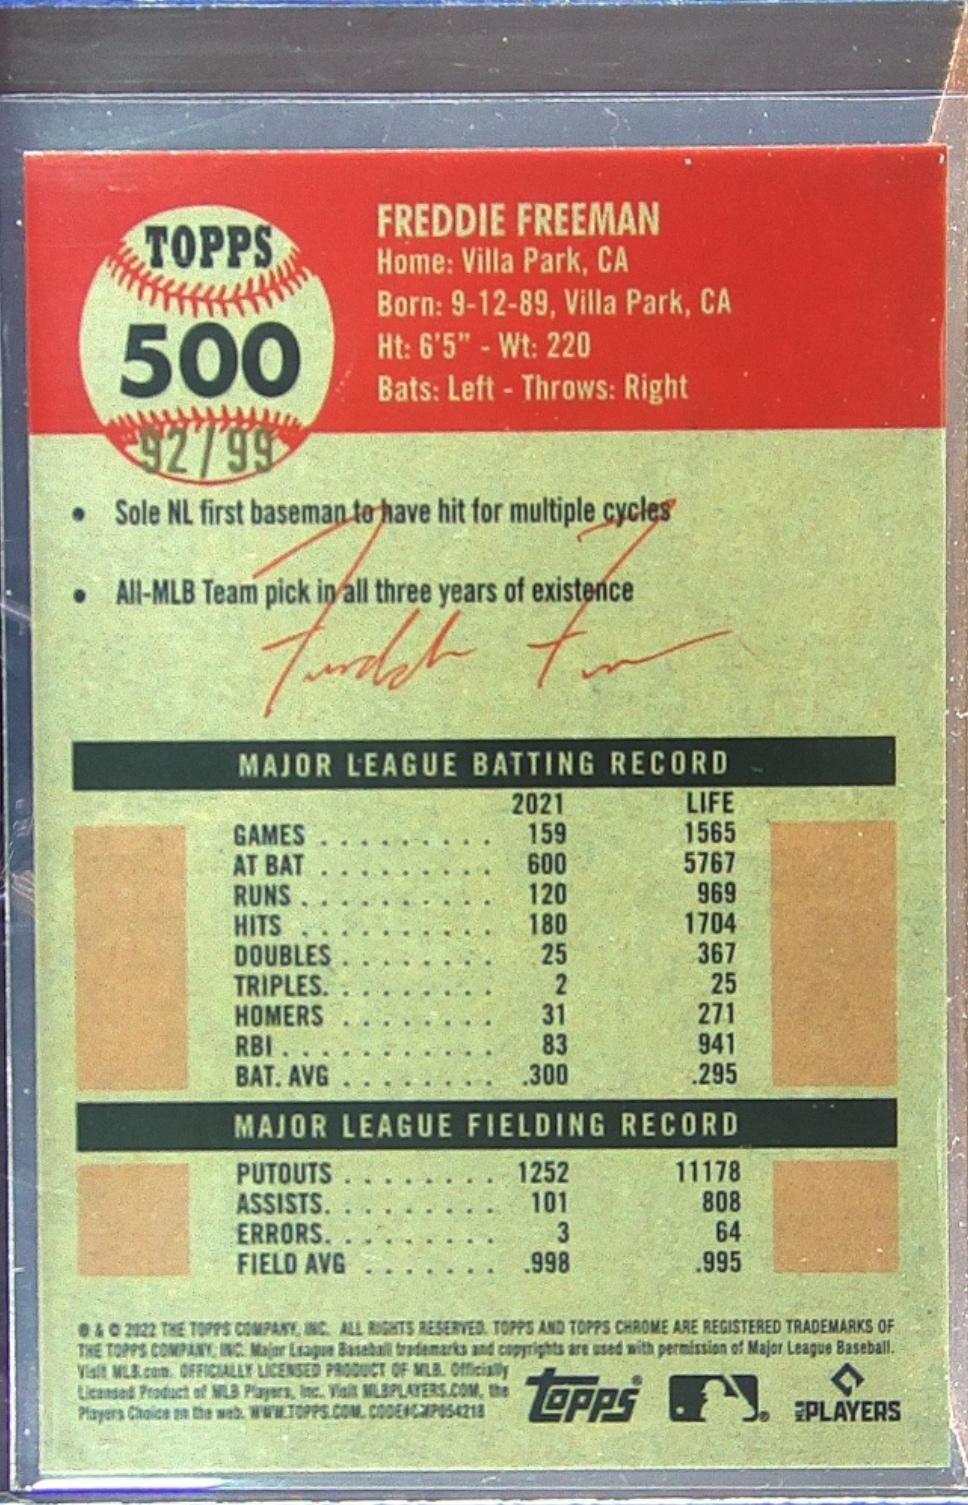 TOPPS
500
92/99
FREDDIE FREEMAN
Home: Villa Park, CA
Born: 9-12-89, Villa Park, CA
Ht: 6'5" - Wt: 220
Bats: Left - Throws: Right
• Sole NL first baseman to have hit for multiple cycles
• All-MLB Team pick in all three years of existence
MAJOR LEAGUE BATTING RECORD
2021 LIFE
GAMES . . . . . . . . . 159 1565
AT BAT . . . . . . . . . 600 5767
RUNS . . . . . . . . . . 120 969
HITS . . . . . . . . . . 180 1704
DOUBLES . . . . . . . . 25 367
TRIPLES. . . . . . . . . 2 25
HOMERS . . . . . . . . 31 271
RBI . . . . . . . . . . . 83 941
BAT. AVG . . . . . . . . .300 .295
MAJOR LEAGUE FIELDING RECORD
PUTOUTS . . . . . . . . 1252 11178
ASSISTS. . . . . . . . . 101 808
ERRORS. . . . . . . . . 3 64
FIELD AVG . . . . . . . .998 .995
® & © 2022 THE TOPPS COMPANY, INC. ALL RIGHTS RESERVED. TOPPS AND TOPPS CHROME ARE REGISTERED TRADEMARKS OF
THE TOPPS COMPANY, INC. Major League Baseball trademarks and copyrights are used with permission of Major League Baseball.
Visit MLB.com. OFFICIALLY LICENSED PRODUCT OF MLB. Officially
Licensed Product of MLB Players, Inc. Visit MLBPLAYERS.COM, the
Players Choice on the web. WWW.TOPPS.COM. CODE#CMP054218
Topps®
PLAYERS